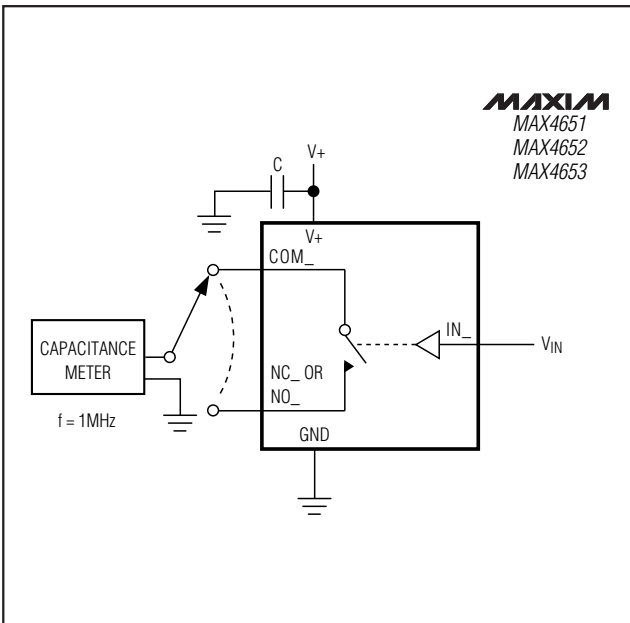 MAXIM
MAX4651
MAX4652
MAX4653
C
V+
V+
COM_
IN_
VIN
CAPACITANCE
METER
NC_ OR
NO_
f = 1MHz
GND